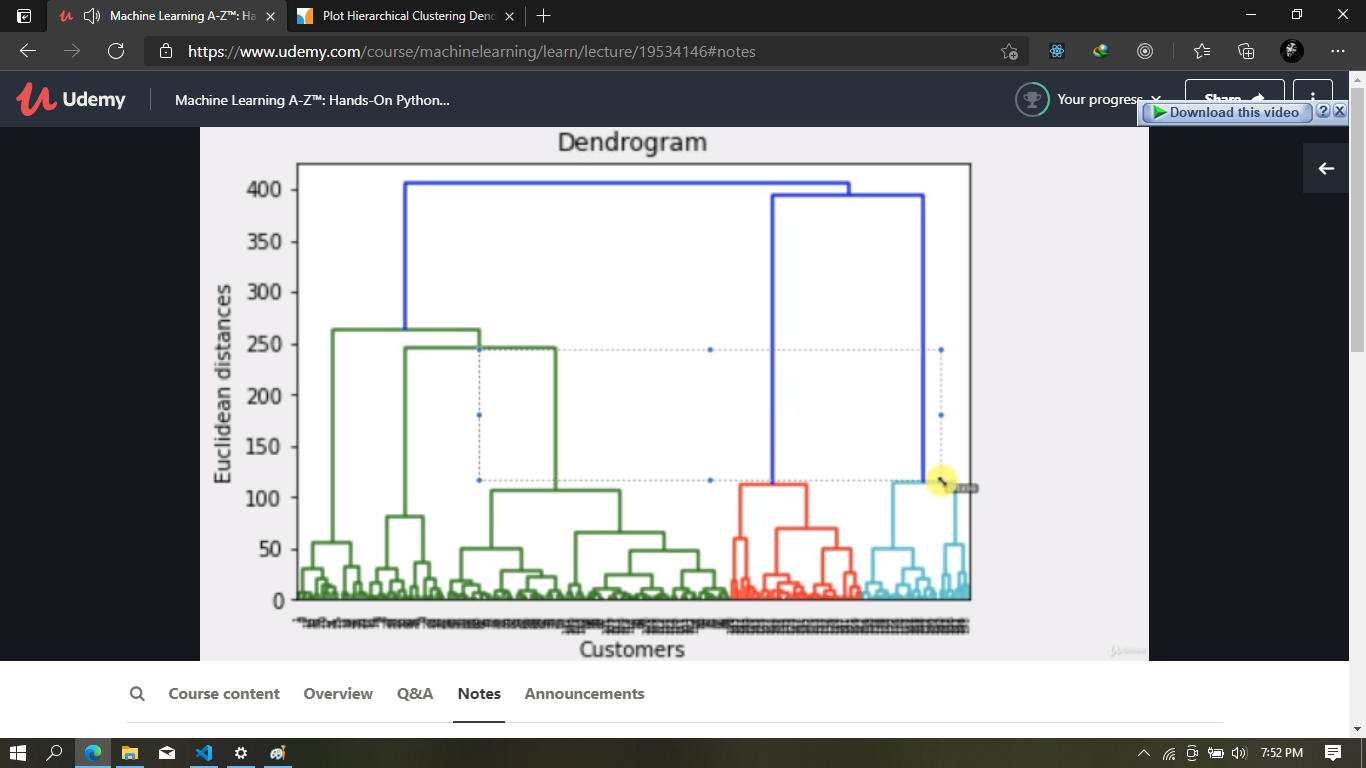 Machine Learning A-Z™: Ha
Plot Hierarchical Clustering Dend
https://www.udemy.com/course/machinelearning/learn/lecture/19534146#notes
Udemy
Machine Learning A-Z™: Hands-On Python...
Your progress
Share
Download this video
Dendrogram
Euclidean distances
400
350
300
250
200
150
100
50
0
Customers
Course content
Overview
Q&A
Notes
Announcements
7:52 PM